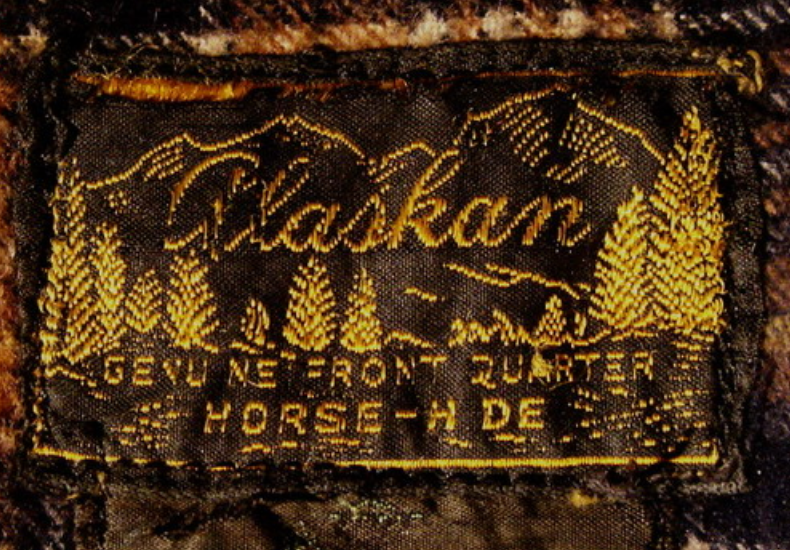 Alaskan
GENUINE FRONT QUARTER
HORSE-HIDE